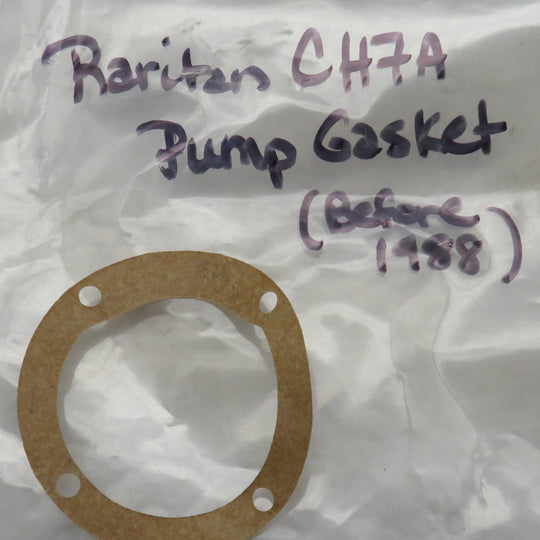 Raritan CH7A
Pump Gasket
(Before
1988)